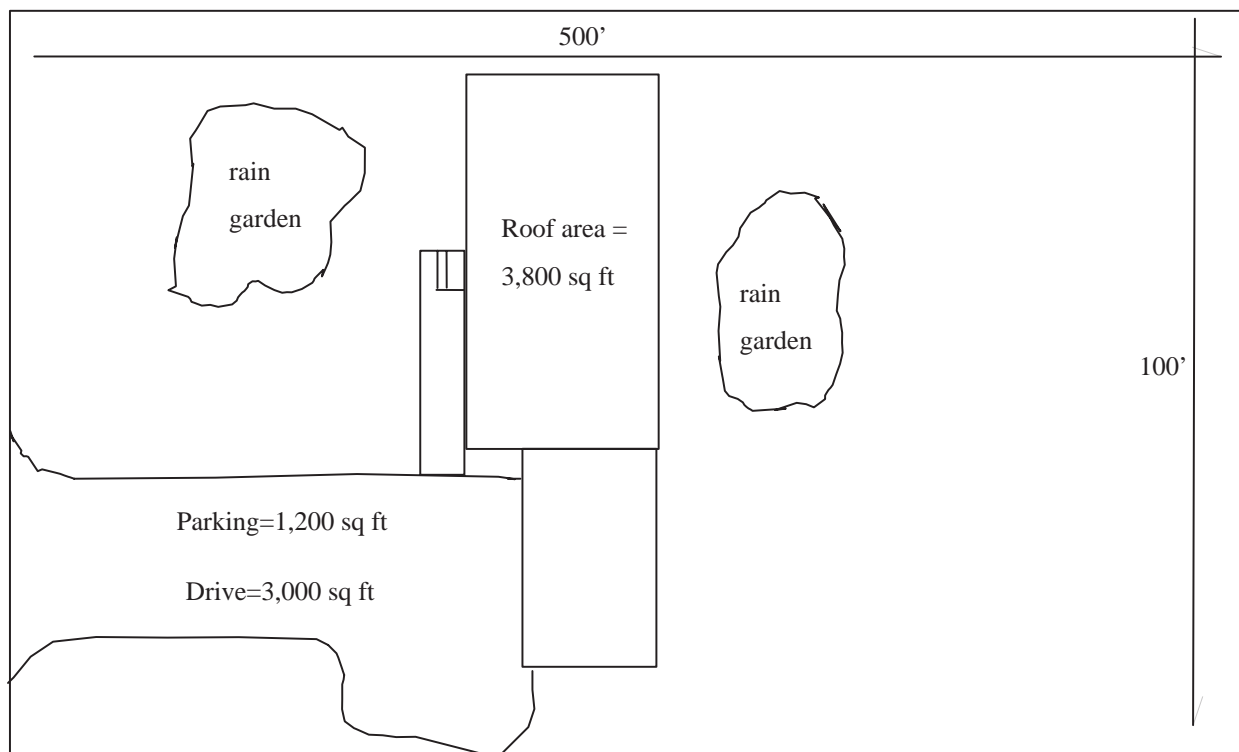 500’
rain
garden
Roof area =
3,800 sq ft
rain
garden
100’
Parking=1,200 sq ft
Drive=3,000 sq ft